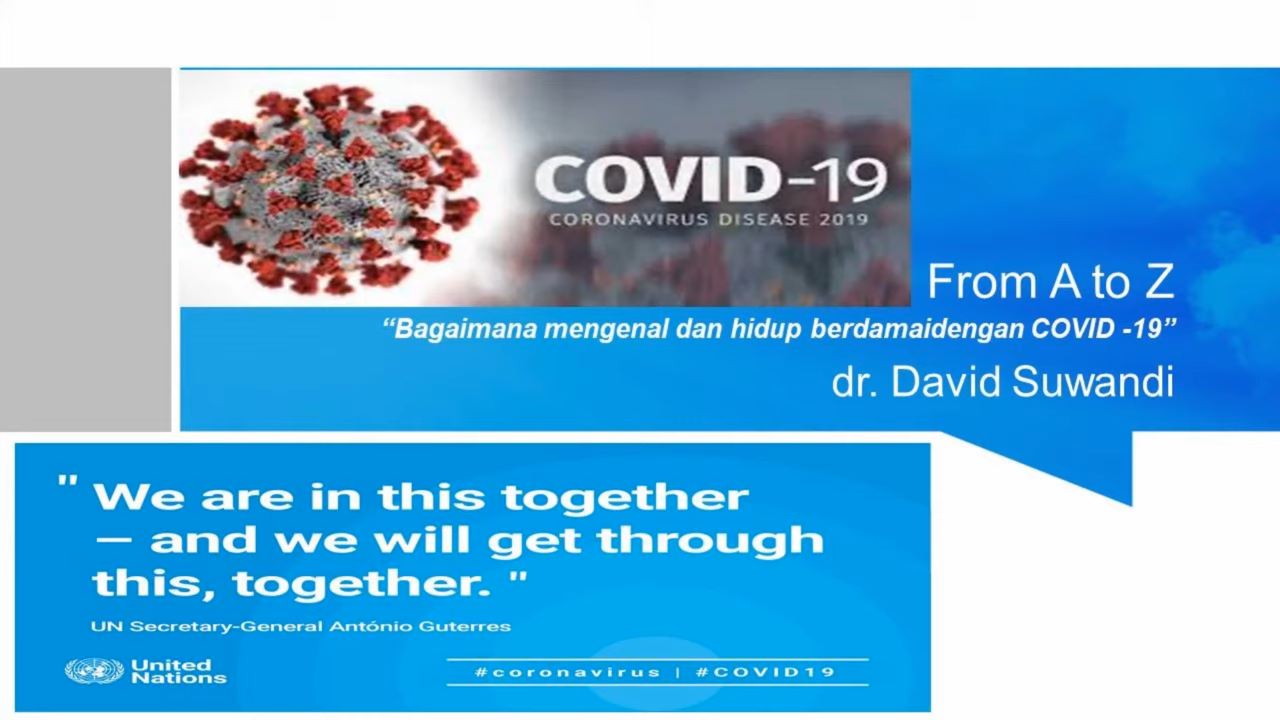 COVID-19
CORONAVIRUS DISEASE 2019
From A to Z
“Bagaimana mengenal dan hidup berdamaidengan COVID -19”
dr. David Suwandi
" We are in this together
– and we will get through
this, together. "
UN Secretary-General António Guterres
United
Nations
#coronavirus | #COVID19